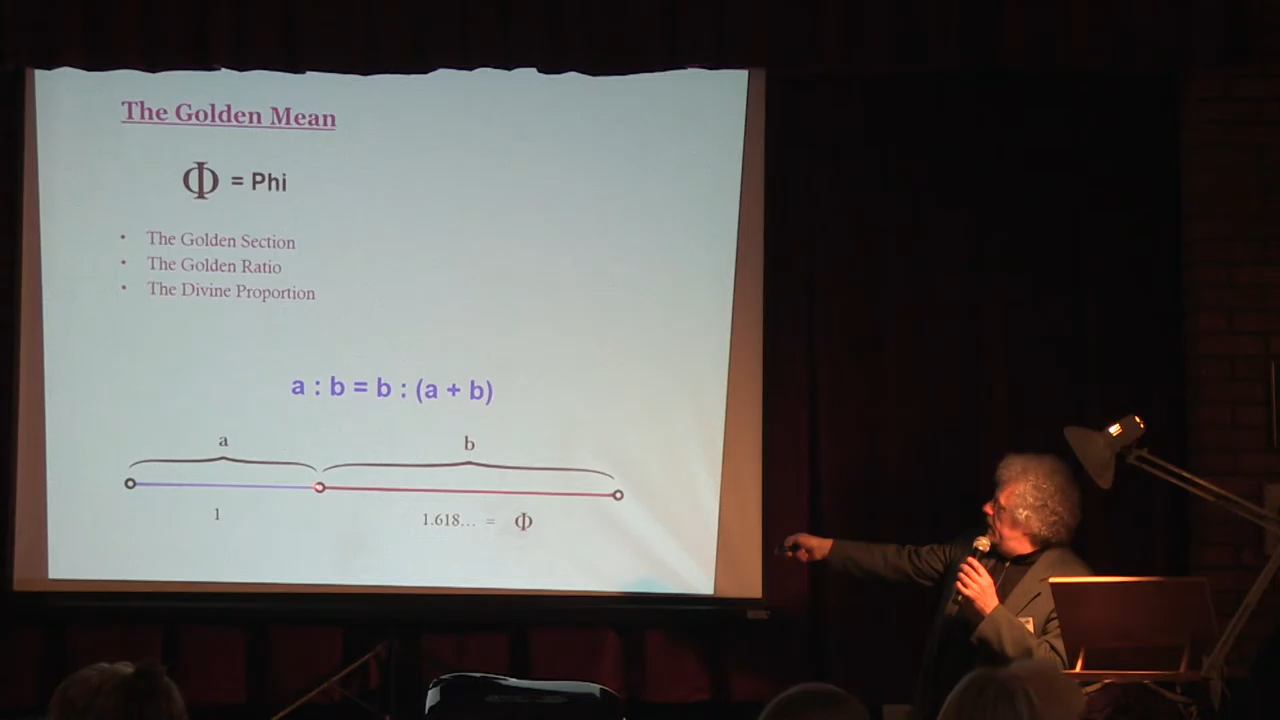 The Golden Mean
Φ = Phi
• The Golden Section
• The Golden Ratio
• The Divine Proportion
a : b = b : (a + b)
a b
1 1.618... = Φ